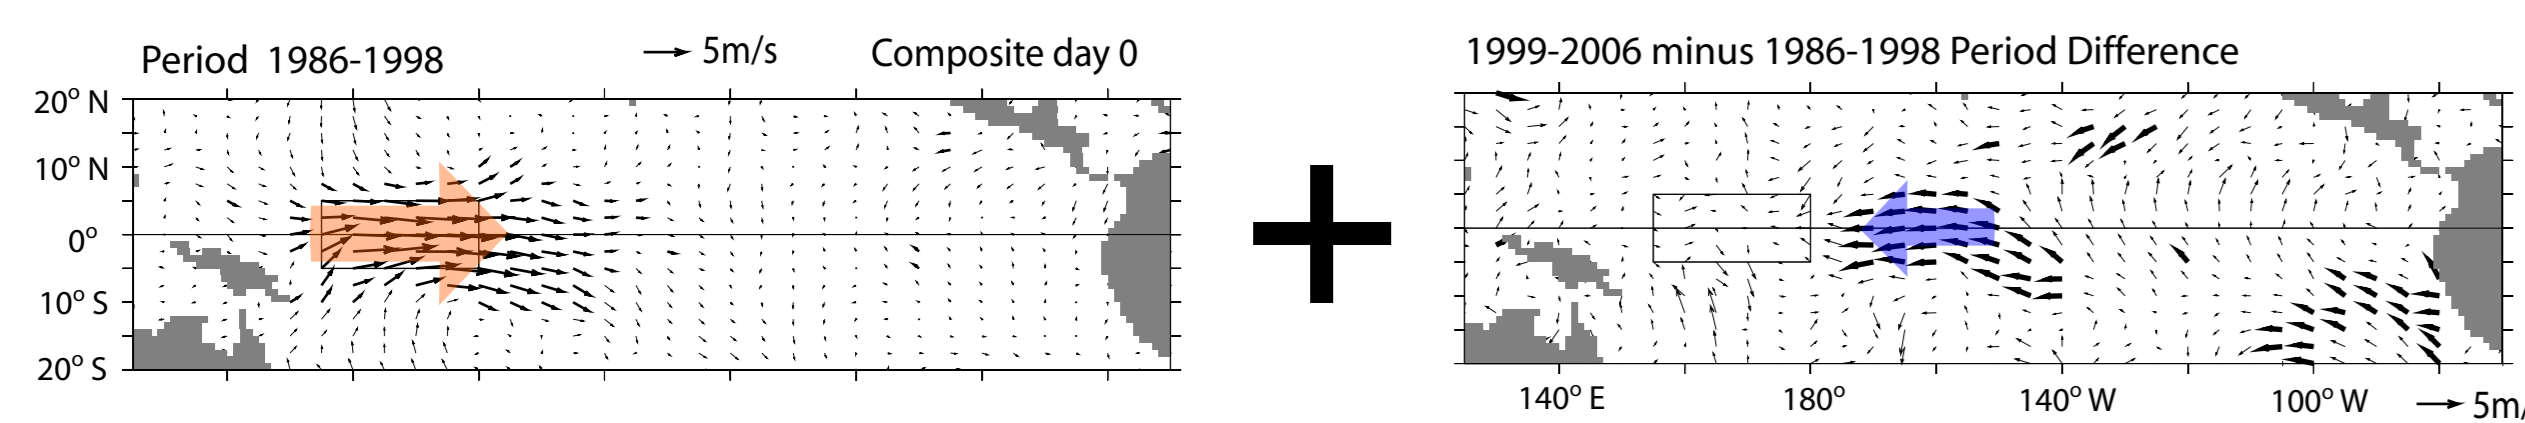 Period 1986-1998
5m/s
Composite day 0
1999-2006 minus 1986-1998 Period Difference
20° N
10° N
0°
10° S
20° S
140° E
180°
140° W
100° W
5m/